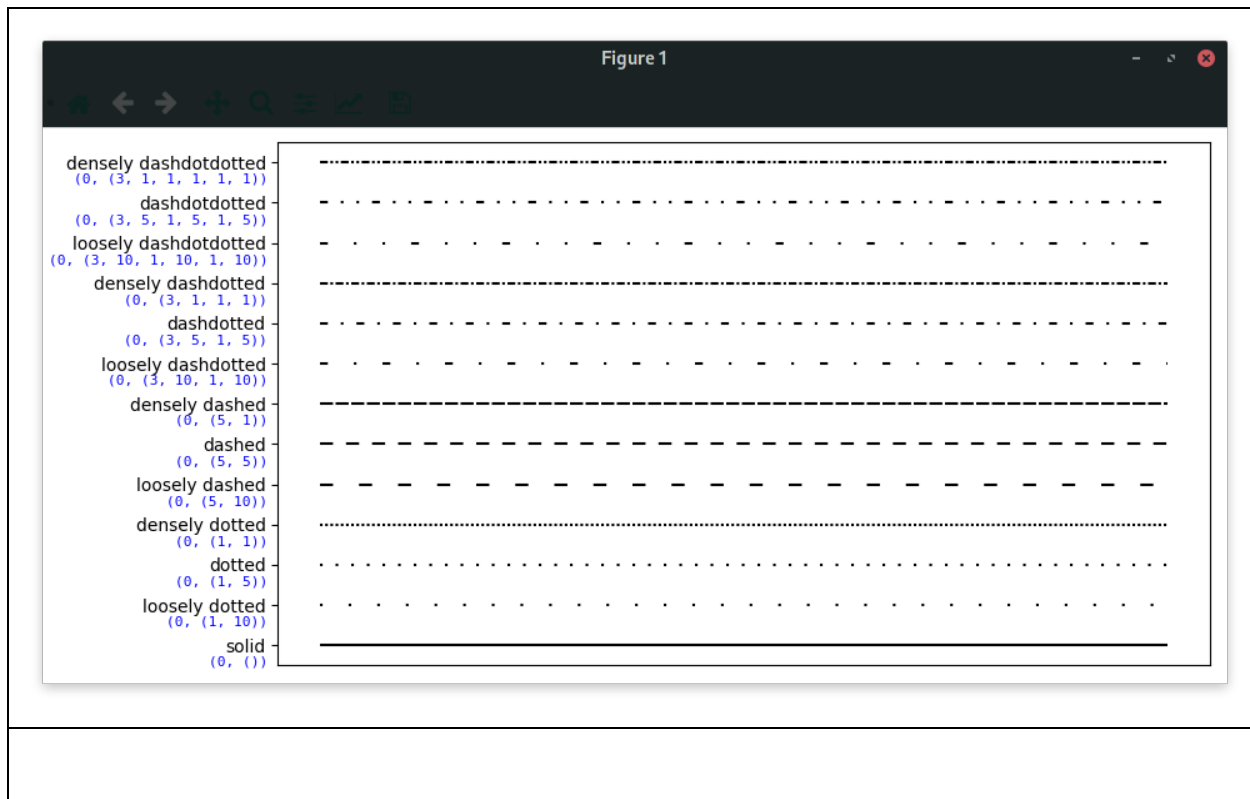 Figure 1
densely dashdotdotted
(0, (3, 1, 1, 1, 1, 1))
dashdotdotted
(0, (3, 5, 1, 5, 1, 5))
loosely dashdotdotted
(0, (3, 10, 1, 10, 1, 10))
densely dashdotted
(0, (3, 1, 1, 1))
dashdotted
(0, (3, 5, 1, 5))
loosely dashdotted
(0, (3, 10, 1, 10))
densely dashed
(0, (5, 1))
dashed
(0, (5, 5))
loosely dashed
(0, (5, 10))
densely dotted
(0, (1, 1))
dotted
(0, (1, 5))
loosely dotted
(0, (1, 10))
solid
(0, ())